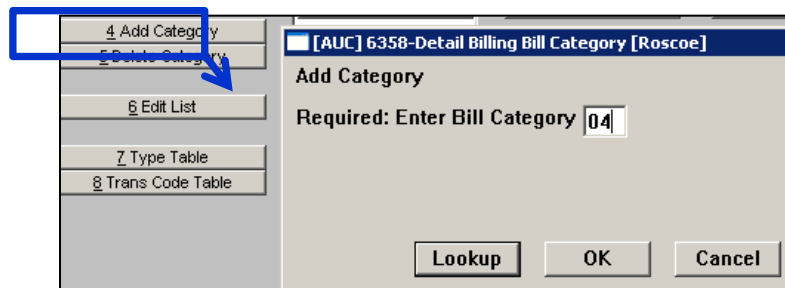 4 Add Category
5 Delete Category
6 Edit List
7 Type Table
8 Trans Code Table
[AUC] 6358-Detail Billing Bill Category [Roscoe]
Add Category
Required: Enter Bill Category 04
Lookup OK Cancel